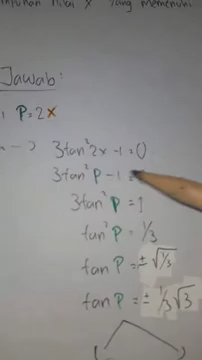 nilai x yang memenuhi
Jawab:
P = 2x
3tan²2x - 1 = 0
3tan²P - 1 =
3tan²P = 1
tan²P = 1/3
tan P = ±√1/3
tan P = ± 1/3√3